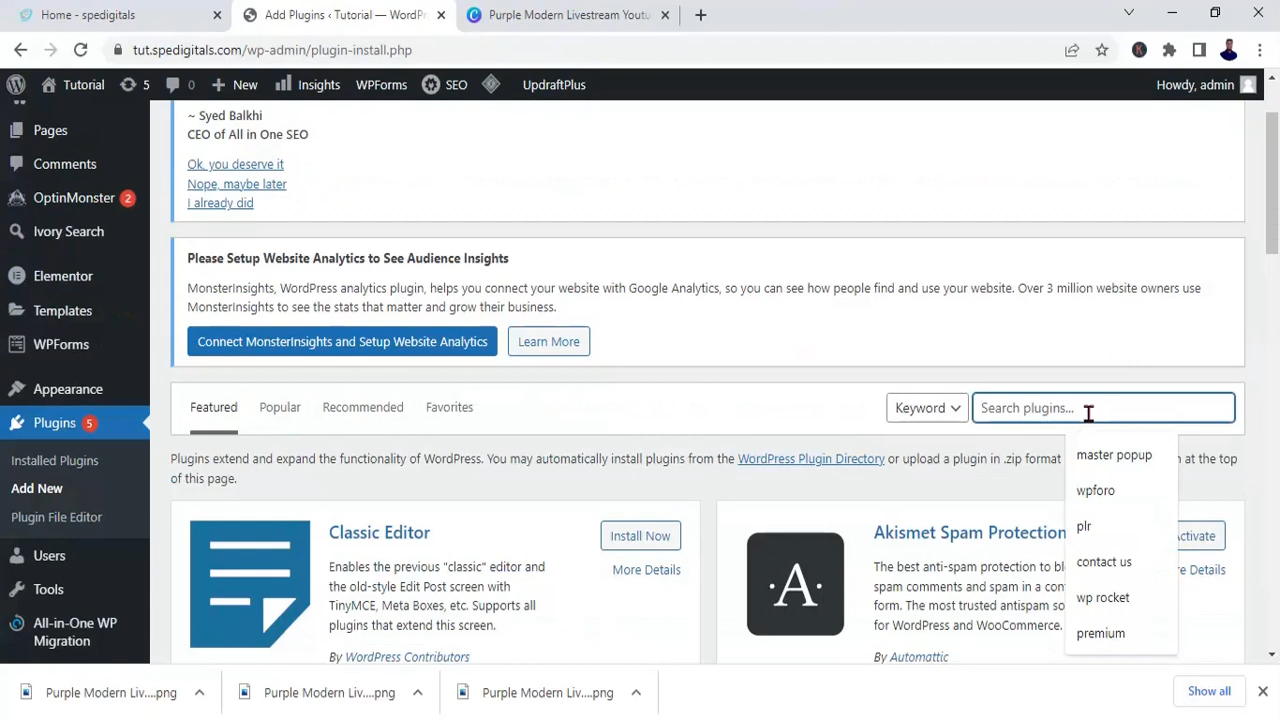 Home - spedigitals
Add Plugins ‹ Tutorial — WordPr
Purple Modern Livestream Youtu
tut.spedigitals.com/wp-admin/plugin-install.php
K
Tutorial
5
0
New
Insights
WPForms
SEO
UpdraftPlus
Howdy, admin
Pages
Comments
OptinMonster 2
Ivory Search
Elementor
Templates
WPForms
Appearance
Plugins 5
Installed Plugins
Add New
Plugin File Editor
Users
Tools
All-in-One WP
Migration
~ Syed Balkhi
CEO of All in One SEO
Ok, you deserve it
Nope, maybe later
I already did
Please Setup Website Analytics to See Audience Insights
MonsterInsights, WordPress analytics plugin, helps you connect your website with Google Analytics, so you can see how people find and use your website. Over 3 million website owners use
MonsterInsights to see the stats that matter and grow their business.
Connect MonsterInsights and Setup Website Analytics
Learn More
Featured
Popular
Recommended
Favorites
Keyword
Search plugins...
master popup
wpforo
plr
contact us
wp rocket
premium
Plugins extend and expand the functionality of WordPress. You may automatically install plugins from the WordPress Plugin Directory or upload a plugin in .zip format at the top
of this page.
Classic Editor
Install Now
More Details
Enables the previous "classic" editor and
the old-style Edit Post screen with
TinyMCE, Meta Boxes, etc. Supports all
plugins that extend this screen.
By WordPress Contributors
A
Akismet Spam Protection
ctivate
re Details
The best anti-spam protection to bl
spam comments and spam in a con
form. The most trusted antispam so
for WordPress and WooCommerce.
By Automattic
Purple Modern Liv....png
Purple Modern Liv....png
Purple Modern Liv....png
Show all